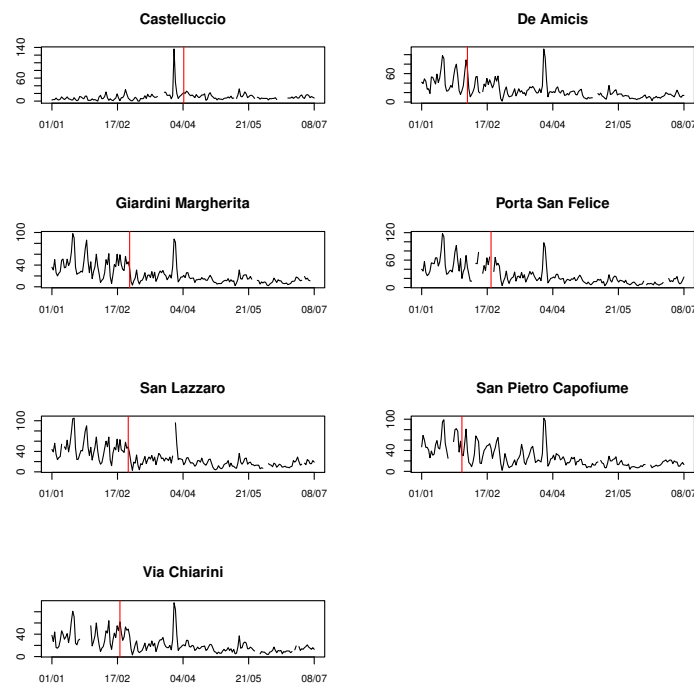 Castelluccio
0 60 140
01/01 17/02 04/04 21/05 08/07
De Amicis
0 60
01/01 17/02 04/04 21/05 08/07
Giardini Margherita
0 40 100
01/01 17/02 04/04 21/05 08/07
Porta San Felice
0 60 120
01/01 17/02 04/04 21/05 08/07
San Lazzaro
0 40 100
01/01 17/02 04/04 21/05 08/07
San Pietro Capofiume
0 40 100
01/01 17/02 04/04 21/05 08/07
Via Chiarini
0 40
01/01 17/02 04/04 21/05 08/07